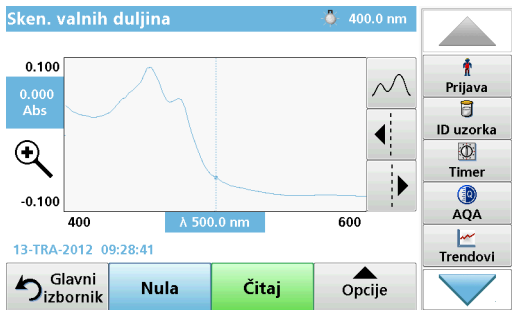 Sken. valnih duljina
400.0 nm
0.100
0.000
Abs
-0.100
400
λ 500.0 nm
600
13-TRA-2012 09:28:41
Glavni
izbornik
Nula
Čitaj
Opcije
Prijava
ID uzorka
Timer
AQA
Trendovi